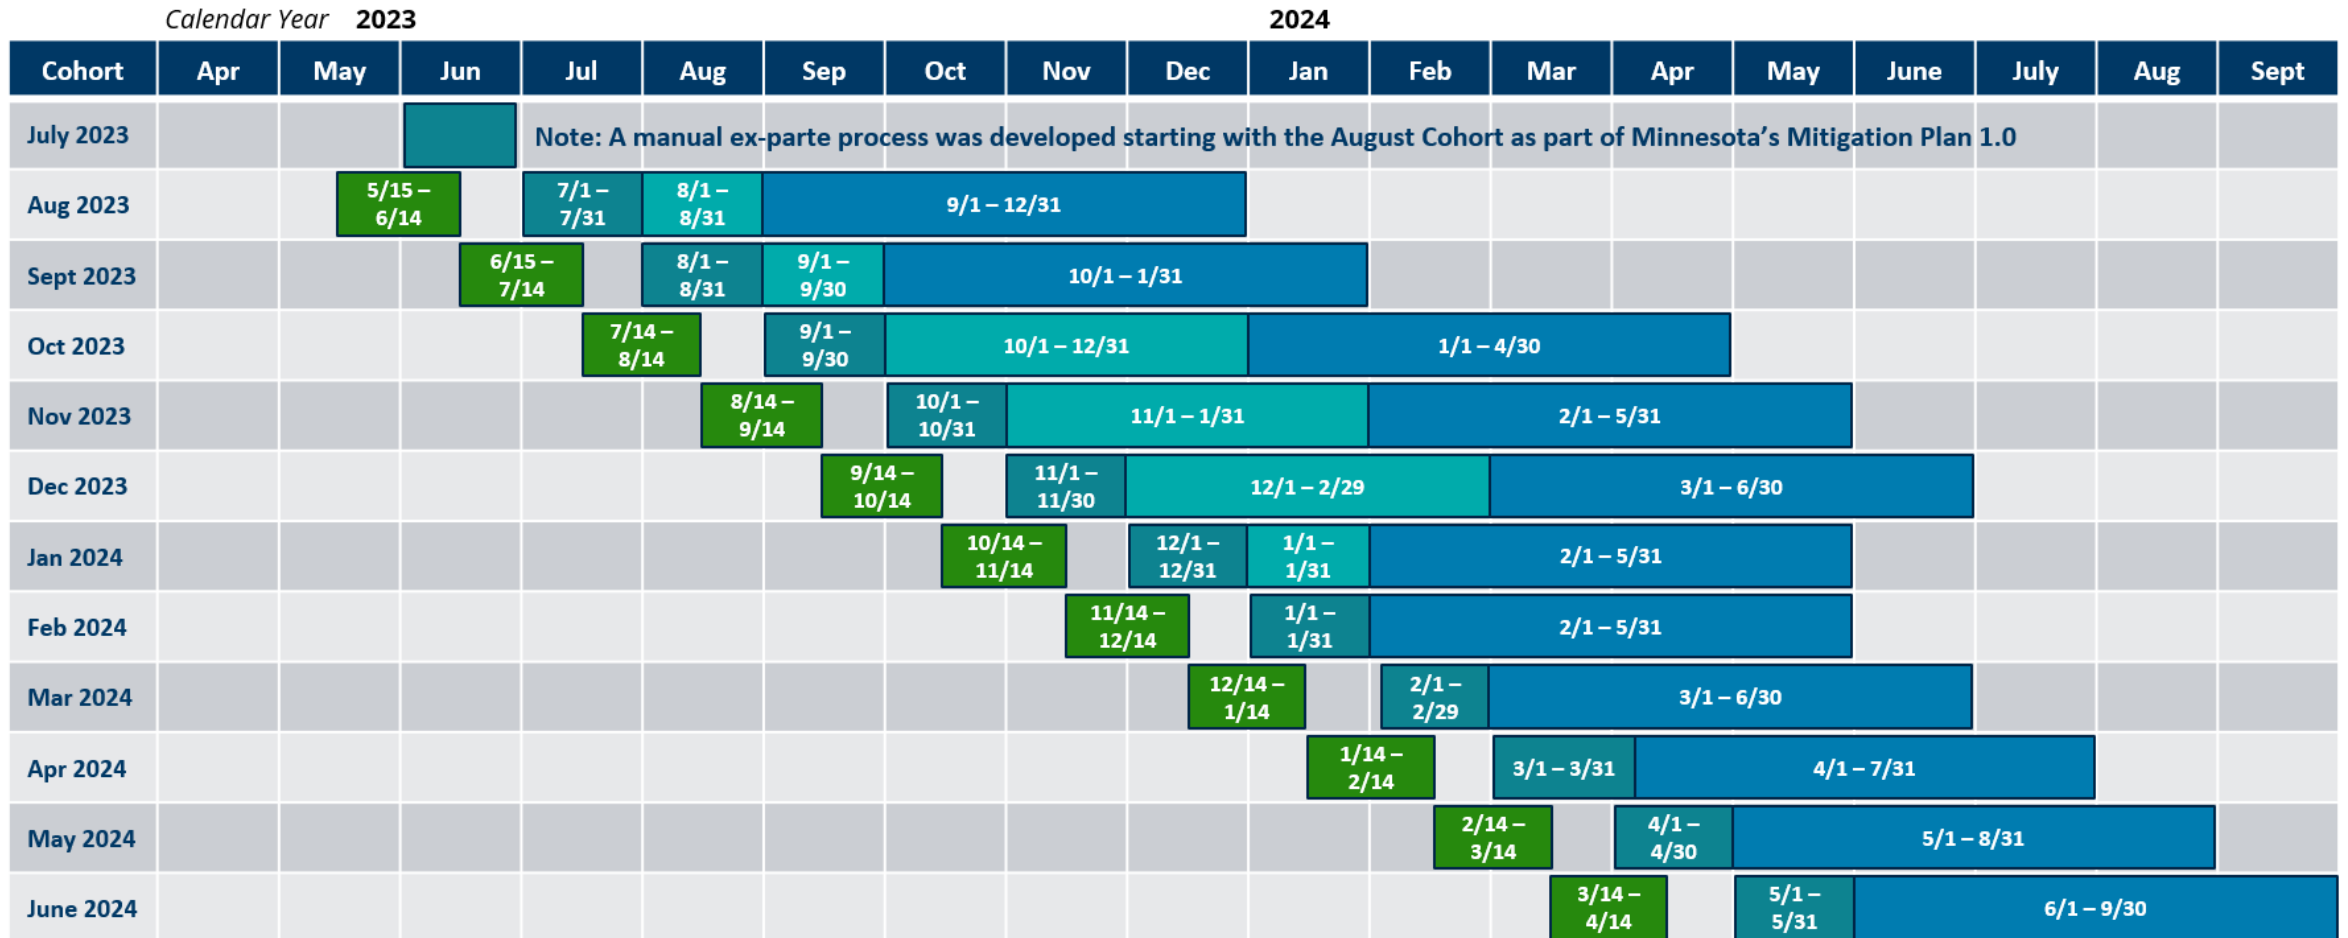 Calendar Year 2023 2024
Cohort Apr May Jun Jul Aug Sep Oct Nov Dec Jan Feb Mar Apr May June July Aug Sept
July 2023 Note: A manual ex-parte process was developed starting with the August Cohort as part of Minnesota’s Mitigation Plan 1.0
Aug 2023
5/15 –
6/14
7/1 –
7/31
8/1 –
8/31
9/1 – 12/31
Sept 2023
6/15 –
7/14
8/1 –
8/31
9/1 –
9/30
10/1 – 1/31
Oct 2023
7/14 –
8/14
9/1 –
9/30
10/1 – 12/31
1/1 – 4/30
Nov 2023
8/14 –
9/14
10/1 –
10/31
11/1 – 1/31
2/1 – 5/31
Dec 2023
9/14 –
10/14
11/1 –
11/30
12/1 – 2/29
3/1 – 6/30
Jan 2024
10/14 –
11/14
12/1 –
12/31
1/1 –
1/31
2/1 – 5/31
Feb 2024
11/14 –
12/14
1/1 –
1/31
2/1 – 5/31
Mar 2024
12/14 –
1/14
2/1 –
2/29
3/1 – 6/30
Apr 2024
1/14 –
2/14
3/1 – 3/31
4/1 – 7/31
May 2024
2/14 –
3/14
4/1 –
4/30
5/1 – 8/31
June 2024
3/14 –
4/14
5/1 –
5/31
6/1 – 9/30